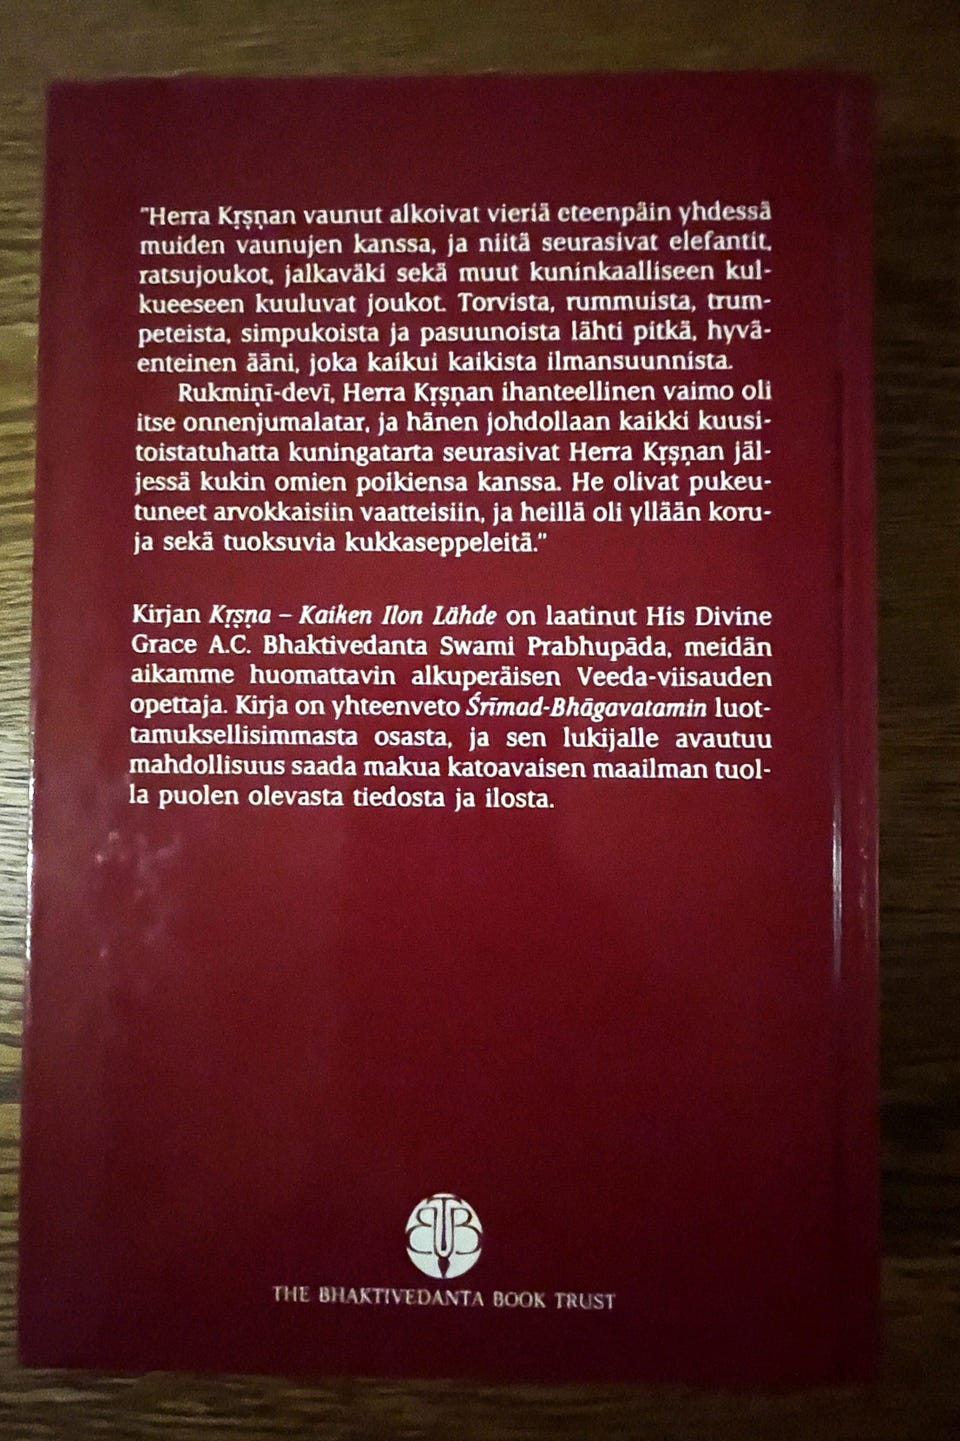 "Herra Kṛṣṇan vaunut alkoivat vieriä eteenpäin yhdessä
muiden vaunujen kanssa, ja niitä seurasivat elefantit,
ratsujoukot, jalkaväki sekä muut kuninkaalliseen kul-
kueeseen kuuluvat joukot. Torvista, rummuista, trum-
peteista, simpukoista ja pasuunoista lähti pitkä, hyvä-
enteinen ääni, joka kaikui kaikista ilmansuunnista.
Rukmiṇī-devī, Herra Kṛṣṇan ihanteellinen vaimo oli
itse onnenjumalatar, ja hänen johdollaan kaikki kuusi-
toistatuhatta kuningatarta seurasivat Herra Kṛṣṇan jäl-
jessä kukin omien poikiensa kanssa. He olivat pukeu-
tuneet arvokkaisiin vaatteisiin, ja heillä oli yllään koru-
ja sekä tuoksuvia kukkaseppeleitä."
Kirjan Kṛṣṇa – Kaiken Ilon Lähde on laatinut His Divine
Grace A.C. Bhaktivedanta Swami Prabhupāda, meidän
aikamme huomattavin alkuperäisen Veeda-viisauden
opettaja. Kirja on yhteenveto Śrīmad-Bhāgavatamin luot-
tamuksellisimmasta osasta, ja sen lukijalle avautuu
mahdollisuus saada makua katoavaisen maailman tuol-
la puolen olevasta tiedosta ja ilosta.
BTB
THE BHAKTIVEDANTA BOOK TRUST